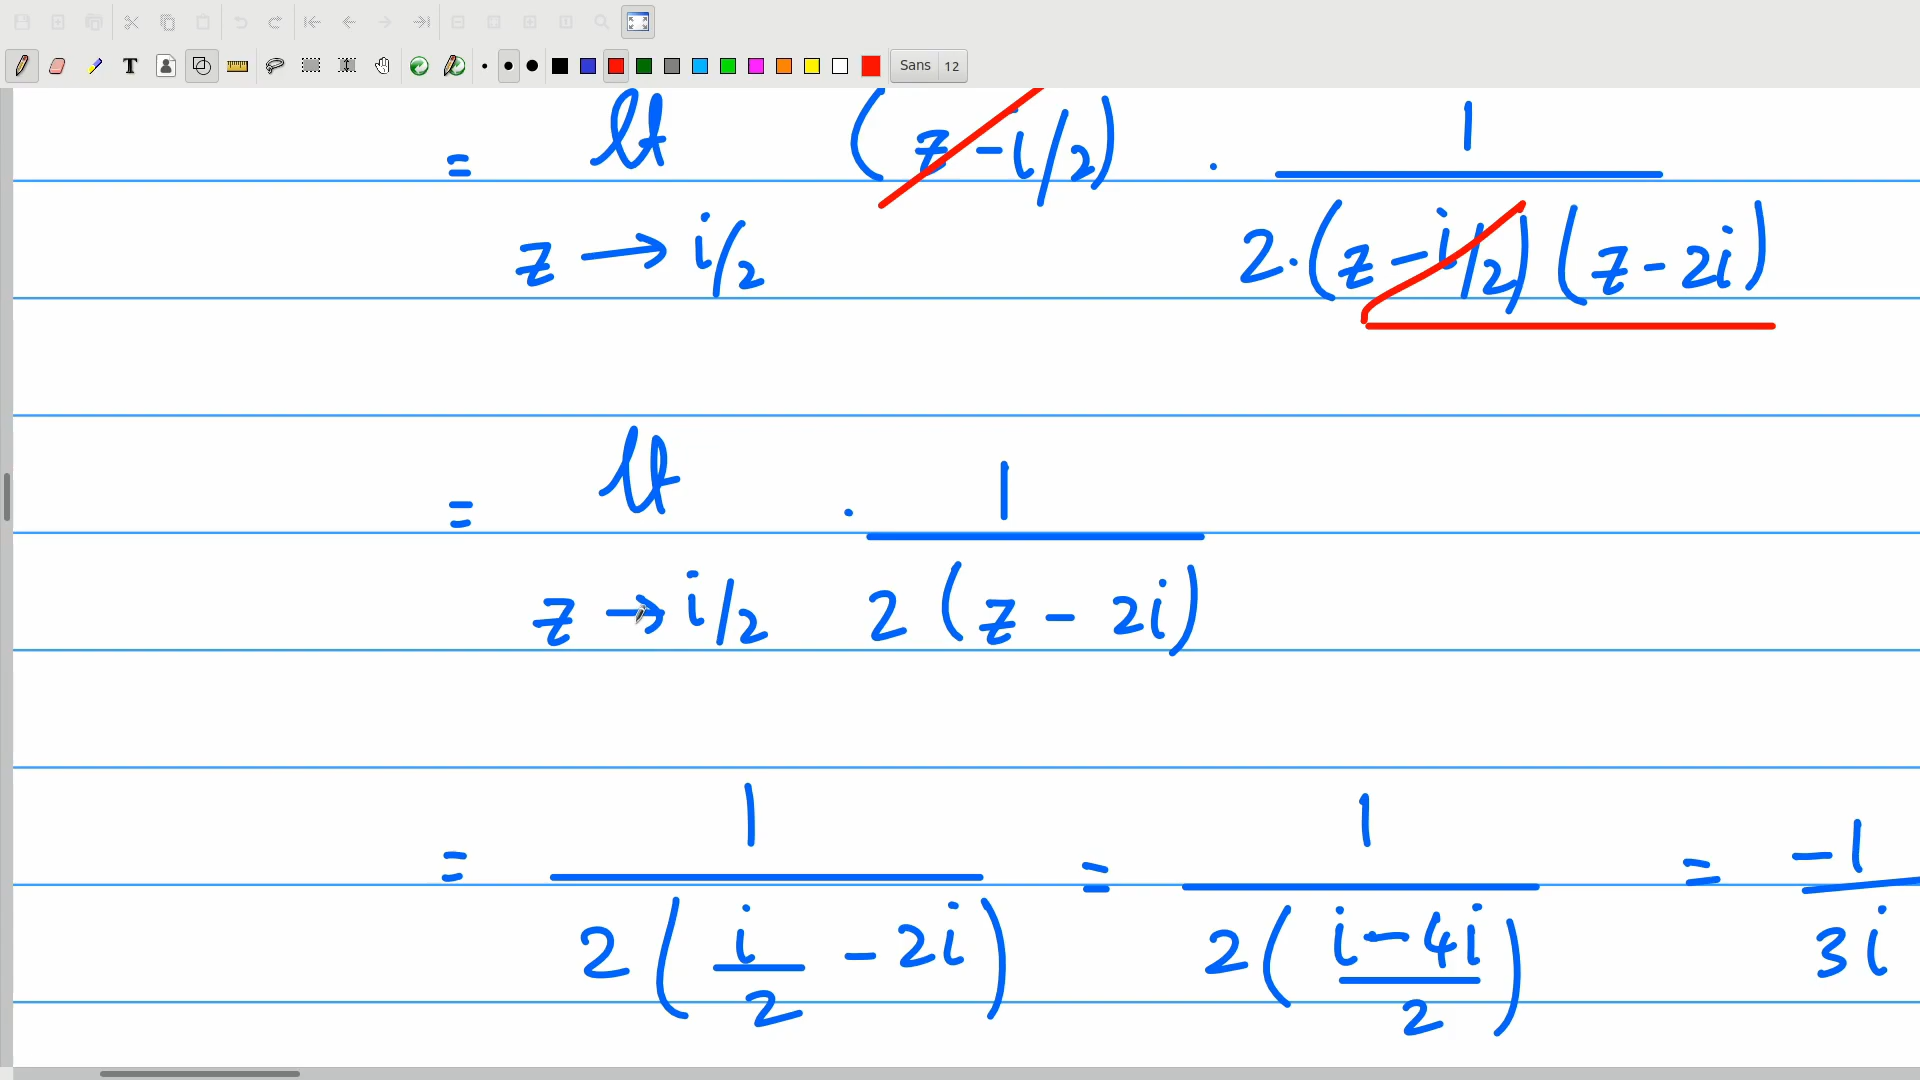 T Sans 12
= lt (z-i/2) . 1
z → i/2 2.(z-i/2)(z-2i)
= lt . 1
z → i/2 2(z-2i)
= 1 = 1 = -1
2(i/2 - 2i) 2(i-4i/2) 3i